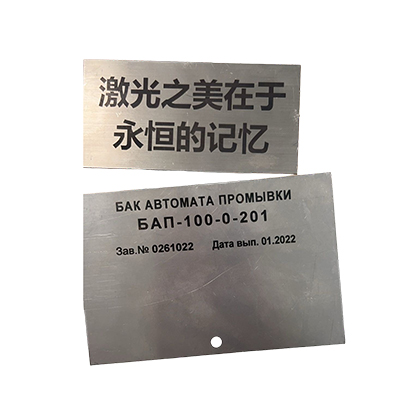 激光之美在于
永恒的记忆
БАК АВТОМАТА ПРОМЫВКИ
БАП-100-0-201
Зав.№ 0261022 Дата вып. 01.2022